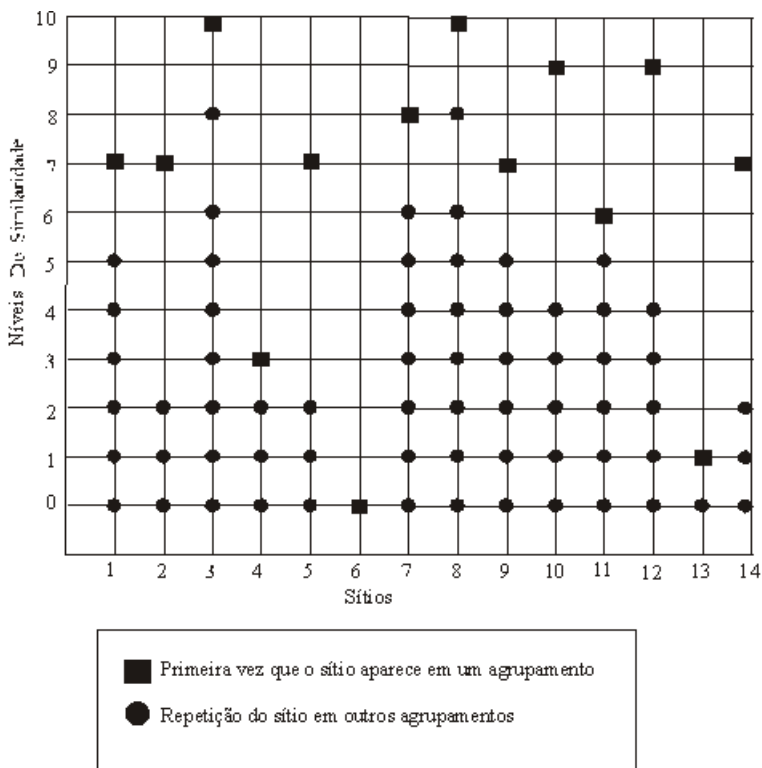 10
9
8
7
6
5
4
3
2
1
0
Níveis De Similaridade
1 2 3 4 5 6 7 8 9 10 11 12 13 14
Sítios
Primeira vez que o sítio aparece em um agrupamento
Repetição do sítio em outros agrupamentos